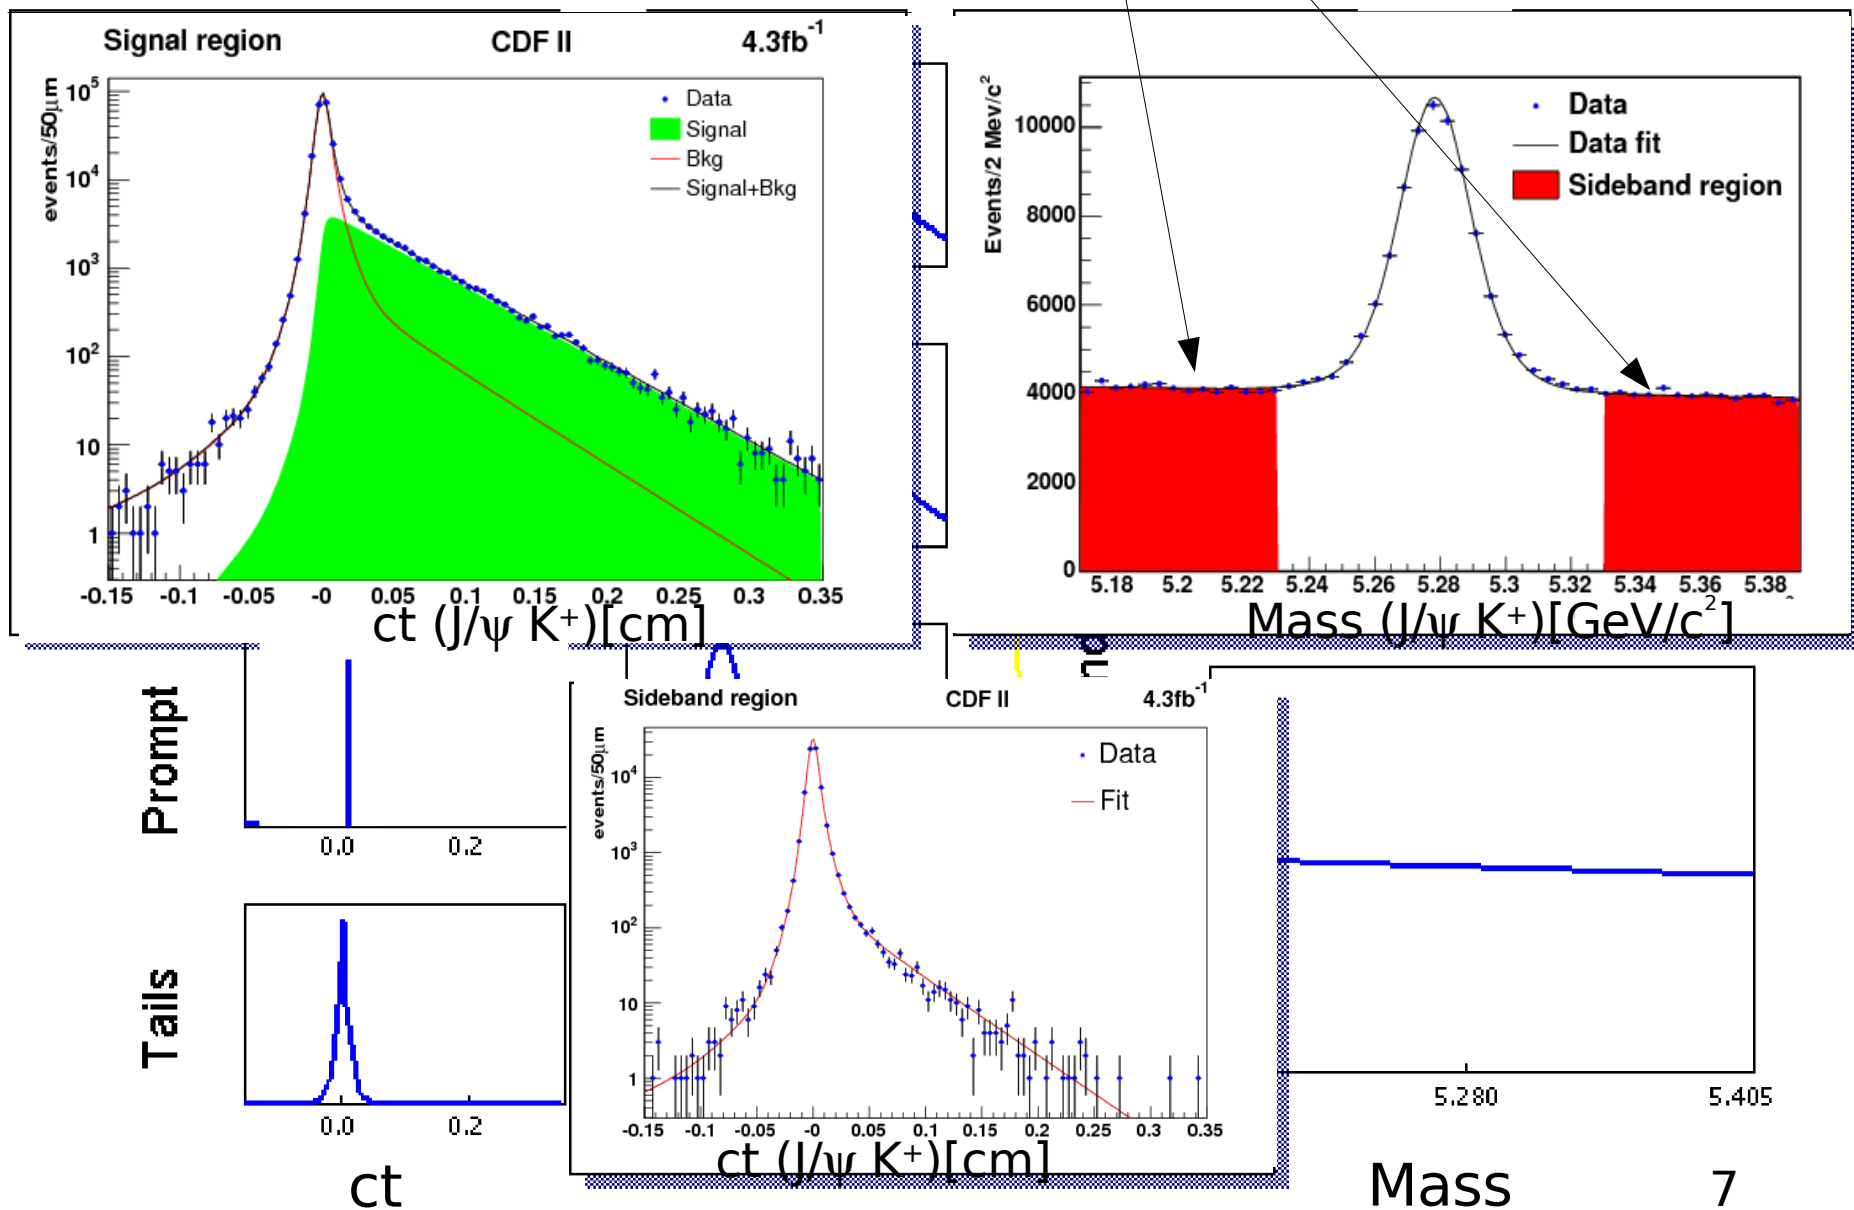 Signal region CDF II 4.3fb-1
events/50μm
10^5
10^4
10^3
10^2
10
1
Data
Signal
Bkg
Signal+Bkg
-0.15 -0.1 -0.05 -0 0.05 0.1 0.15 0.2 0.25 0.3 0.35
ct (J/ψ K+)[cm]
Events/2 Mev/c2
10000
8000
6000
4000
2000
0
Data
Data fit
Sideband region
5.18 5.2 5.22 5.24 5.26 5.28 5.3 5.32 5.34 5.36 5.38
Mass (J/ψ K+)[GeV/c2]
Prompt
0.0 0.2
Tails
0.0 0.2
ct
Sideband region CDF II 4.3fb-1
events/50μm
10^4
10^3
10^2
10
1
Data
Fit
-0.15 -0.1 -0.05 -0 0.05 0.1 0.15 0.2 0.25 0.3 0.35
ct (J/ψ K+)[cm]
5.280 5.405
Mass
7